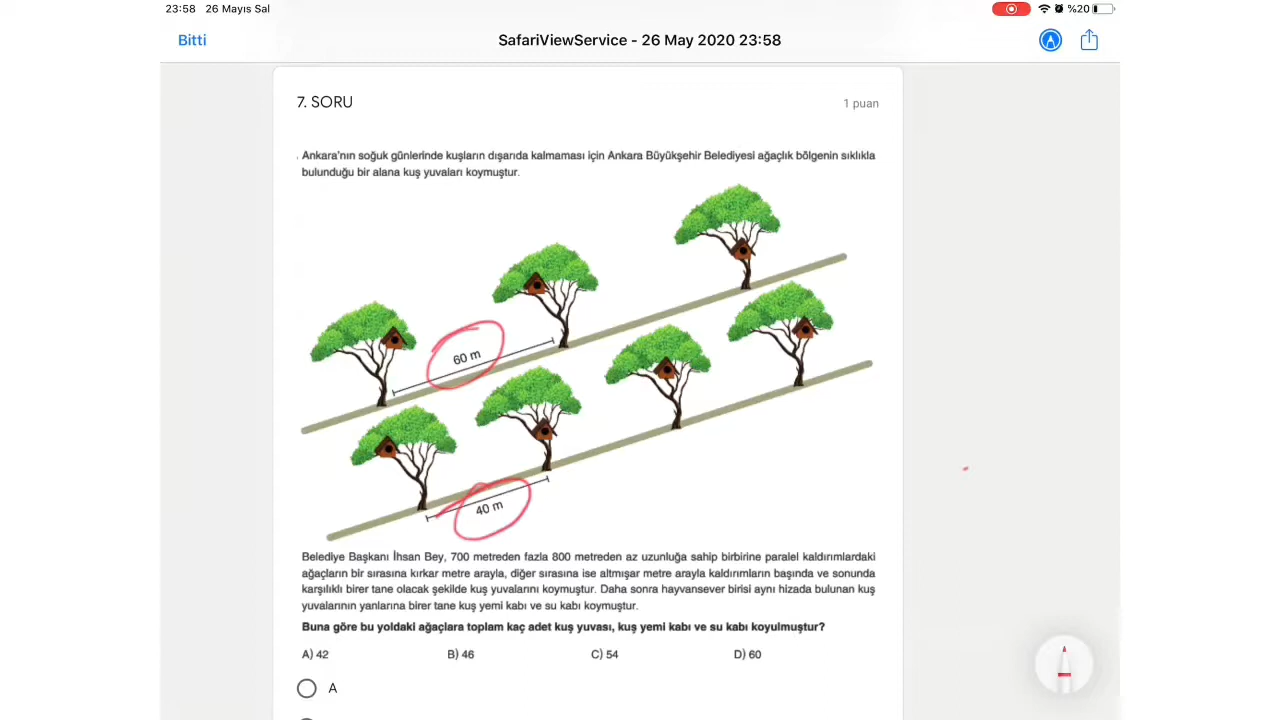 23:58 26 Mayıs Sal
%20
Bitti
SafariViewService - 26 May 2020 23:58
7. SORU
1 puan
Ankara'nın soğuk günlerinde kuşların dışarıda kalmaması için Ankara Büyükşehir Belediyesi ağaçlık bölgenin sıklıkla
bulunduğu bir alana kuş yuvaları koymuştur.
60 m
40 m
Belediye Başkanı İhsan Bey, 700 metreden fazla 800 metreden az uzunluğa sahip birbirine paralel kaldırımlardaki
ağaçların bir sırasına kırkar metre arayla, diğer sırasına ise altmışar metre arayla kaldırımların başında ve sonunda
karşılıklı birer tane olacak şekilde kuş yuvalarını koymuştur. Daha sonra hayvansever birisi aynı hizada bulunan kuş
yuvalarının yanlarına birer tane kuş yemi kabı ve su kabı koymuştur.
Buna göre bu yoldaki ağaçlara toplam kaç adet kuş yuvası, kuş yemi kabı ve su kabı koyulmuştur?
A) 42
B) 46
C) 54
D) 60
A